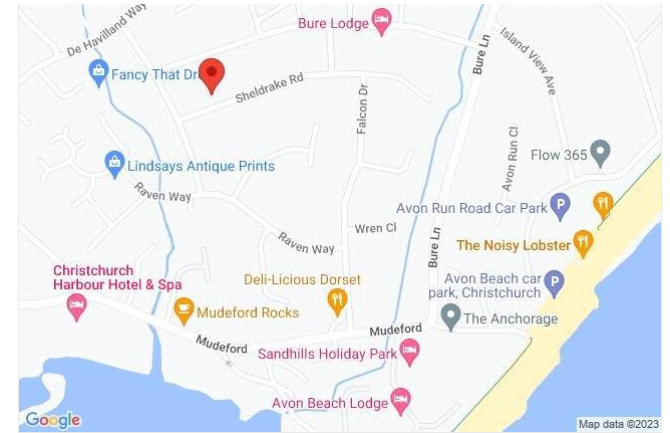 De Havilland Way
Bure Lodge
Bure Ln
Island View Ave
Fancy That Dr
Sheldrake Rd
Falcon Dr
Avon Run Cl
Flow 365
Lindsays Antique Prints
Raven Way
Avon Run Road Car Park
Wren Cl
Raven Way
Bure Ln
The Noisy Lobster
Christchurch
Harbour Hotel & Spa
Deli-Licious Dorset
Avon Beach car
park, Christchurch
Mudeford Rocks
The Anchorage
Mudeford
Mudeford
Sandhills Holiday Park
Avon Beach Lodge
Google
Map data ©2023